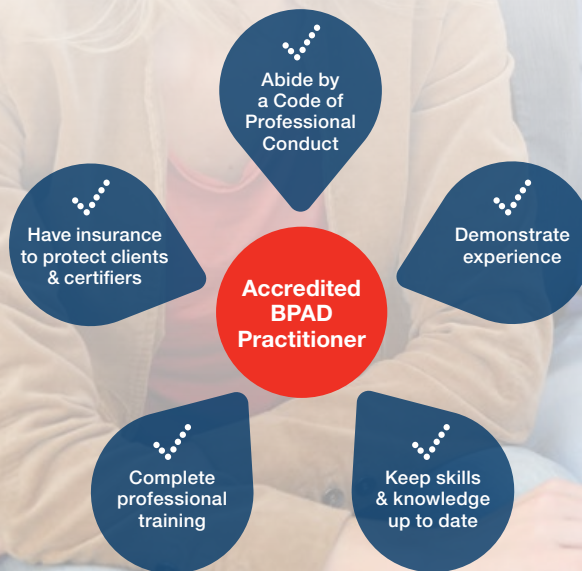 Abide by
a Code of
Professional
Conduct
Have insurance
to protect clients
& certifiers
Demonstrate
experience
Accredited
BPAD
Practitioner
Complete
professional
training
Keep skills
& knowledge
up to date